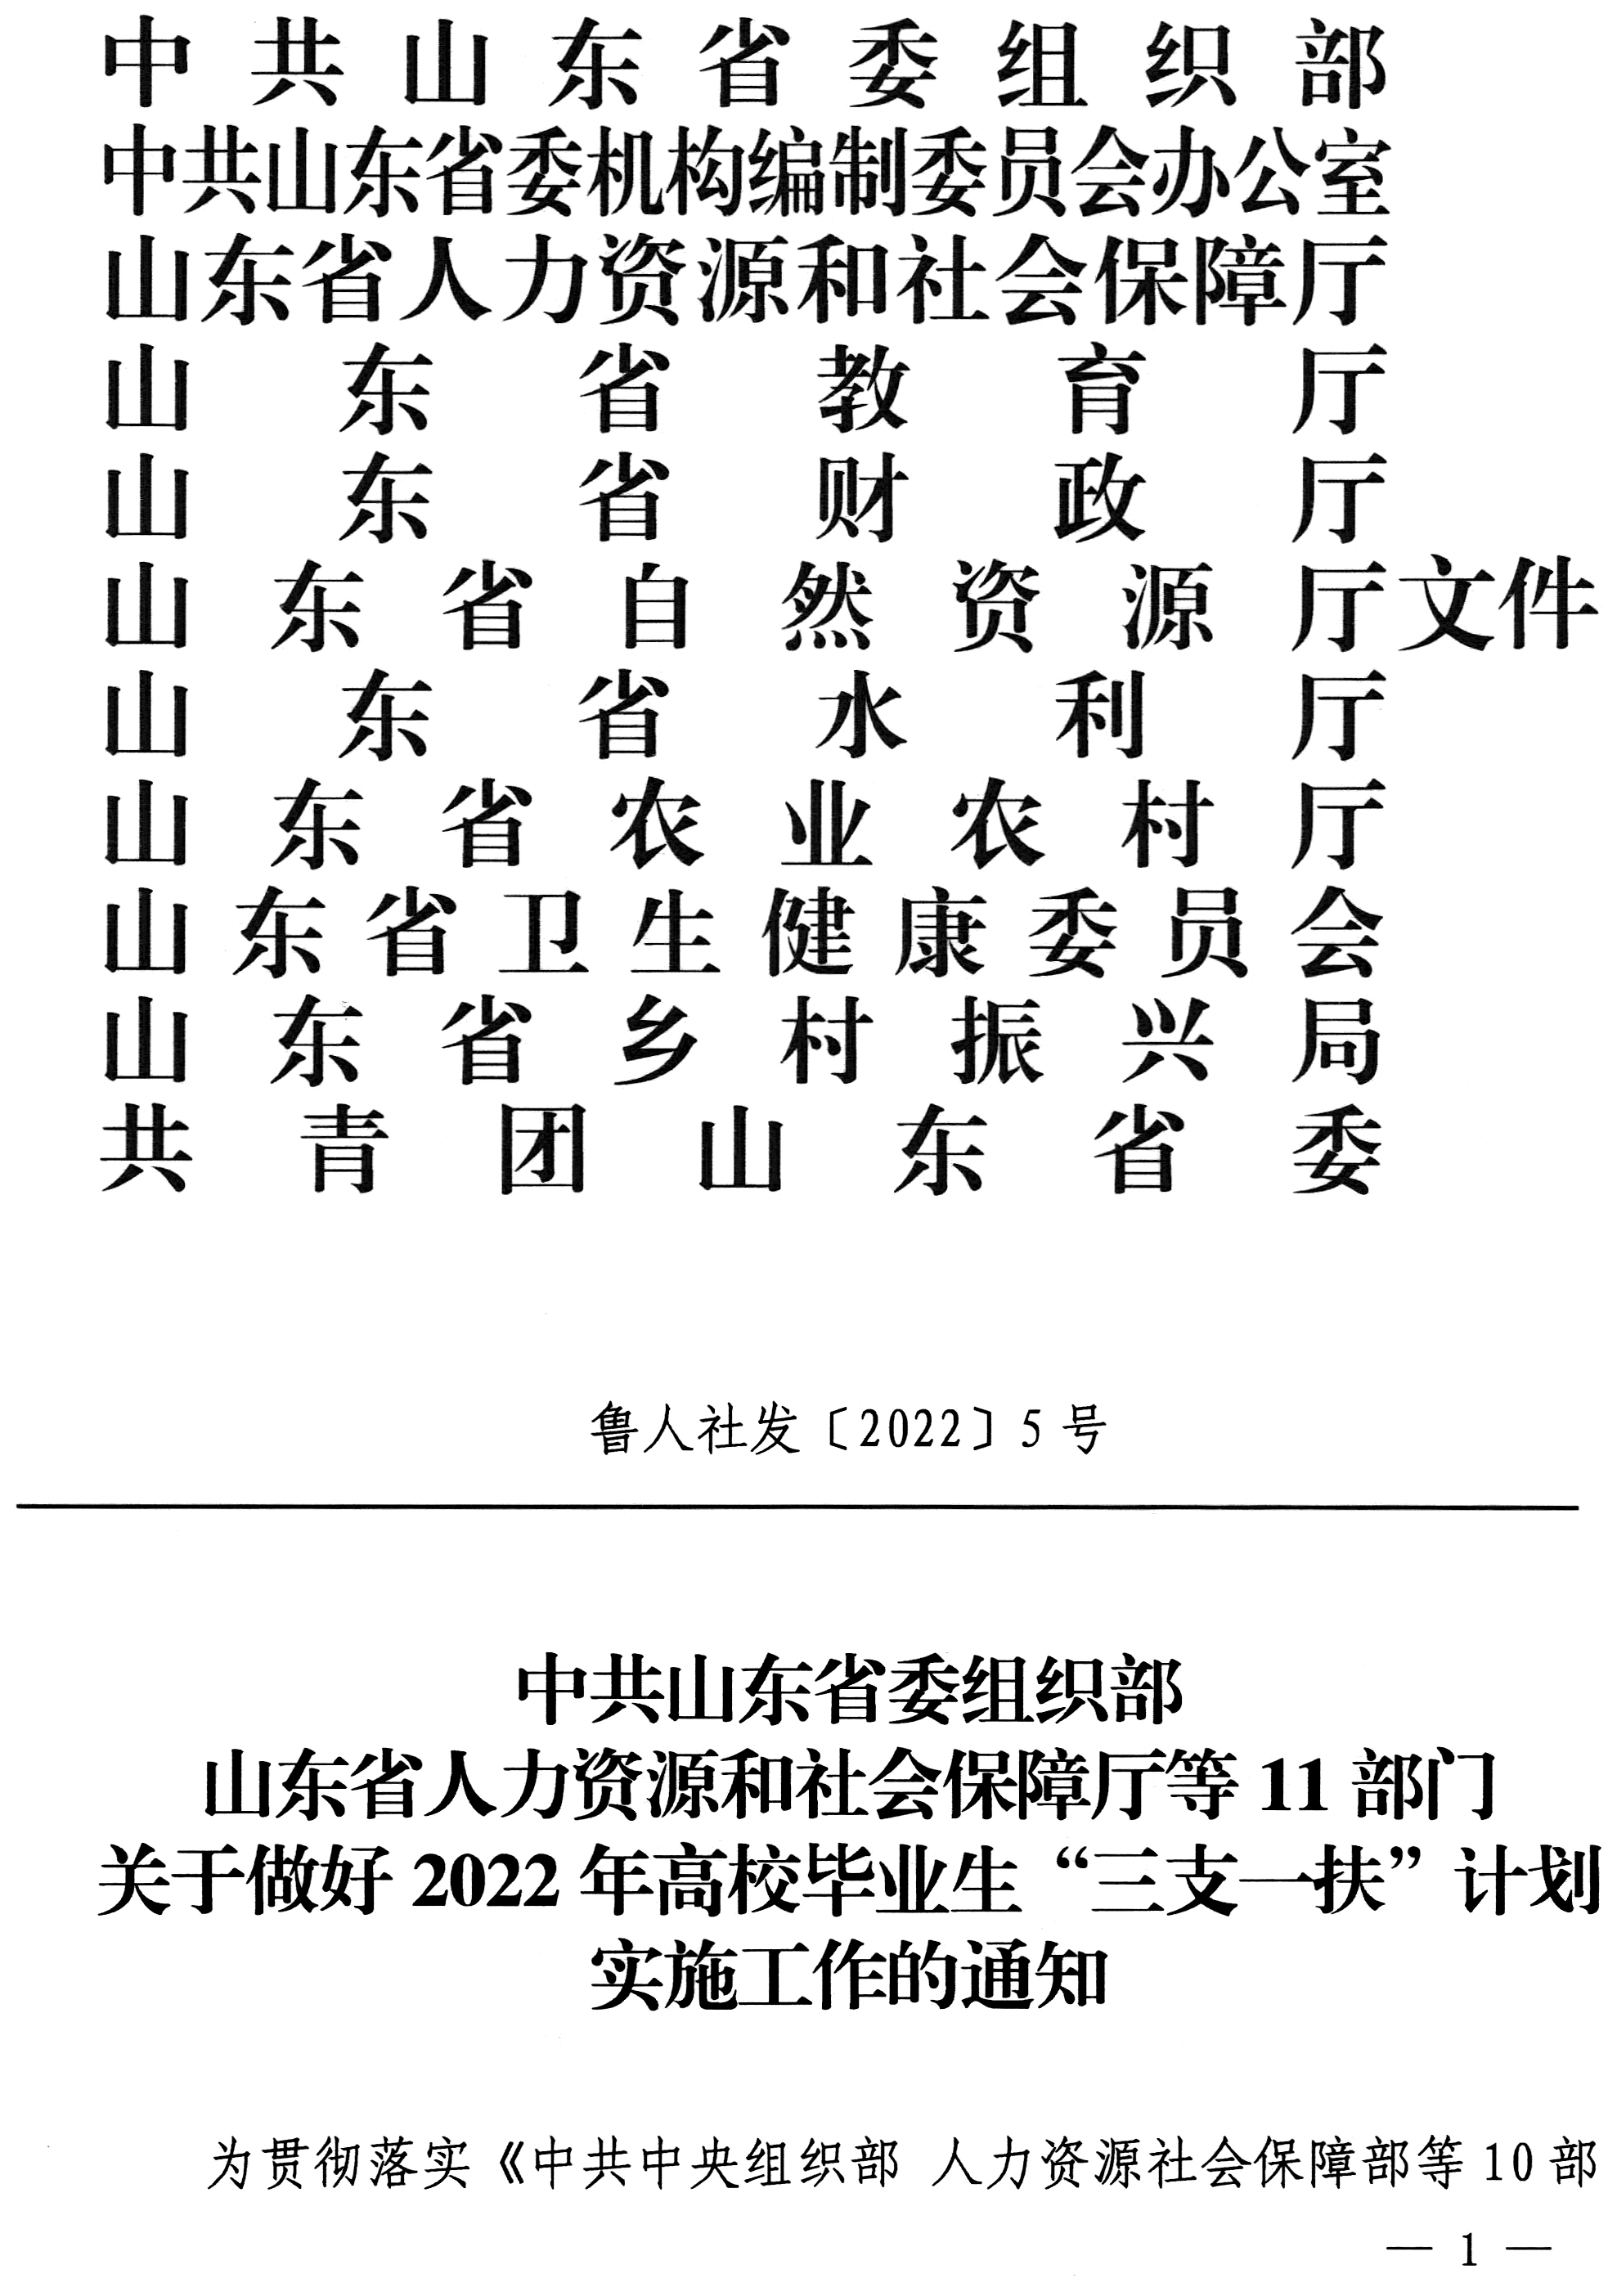 中共山东省委组织部
中共山东省委机构编制委员会办公室
山东省人力资源和社会保障厅
山东省教育厅
山东省财政厅
山东省自然资源厅文件
山东省水利厅
山东省农业农村厅
山东省卫生健康委员会
山东省乡村振兴局
共青团山东省委
鲁人社发〔2022〕5号
中共山东省委组织部
山东省人力资源和社会保障厅等11部门
关于做好2022年高校毕业生“三支一扶”计划
实施工作的通知
为贯彻落实《中共中央组织部 人力资源社会保障部等10部
— 1 —